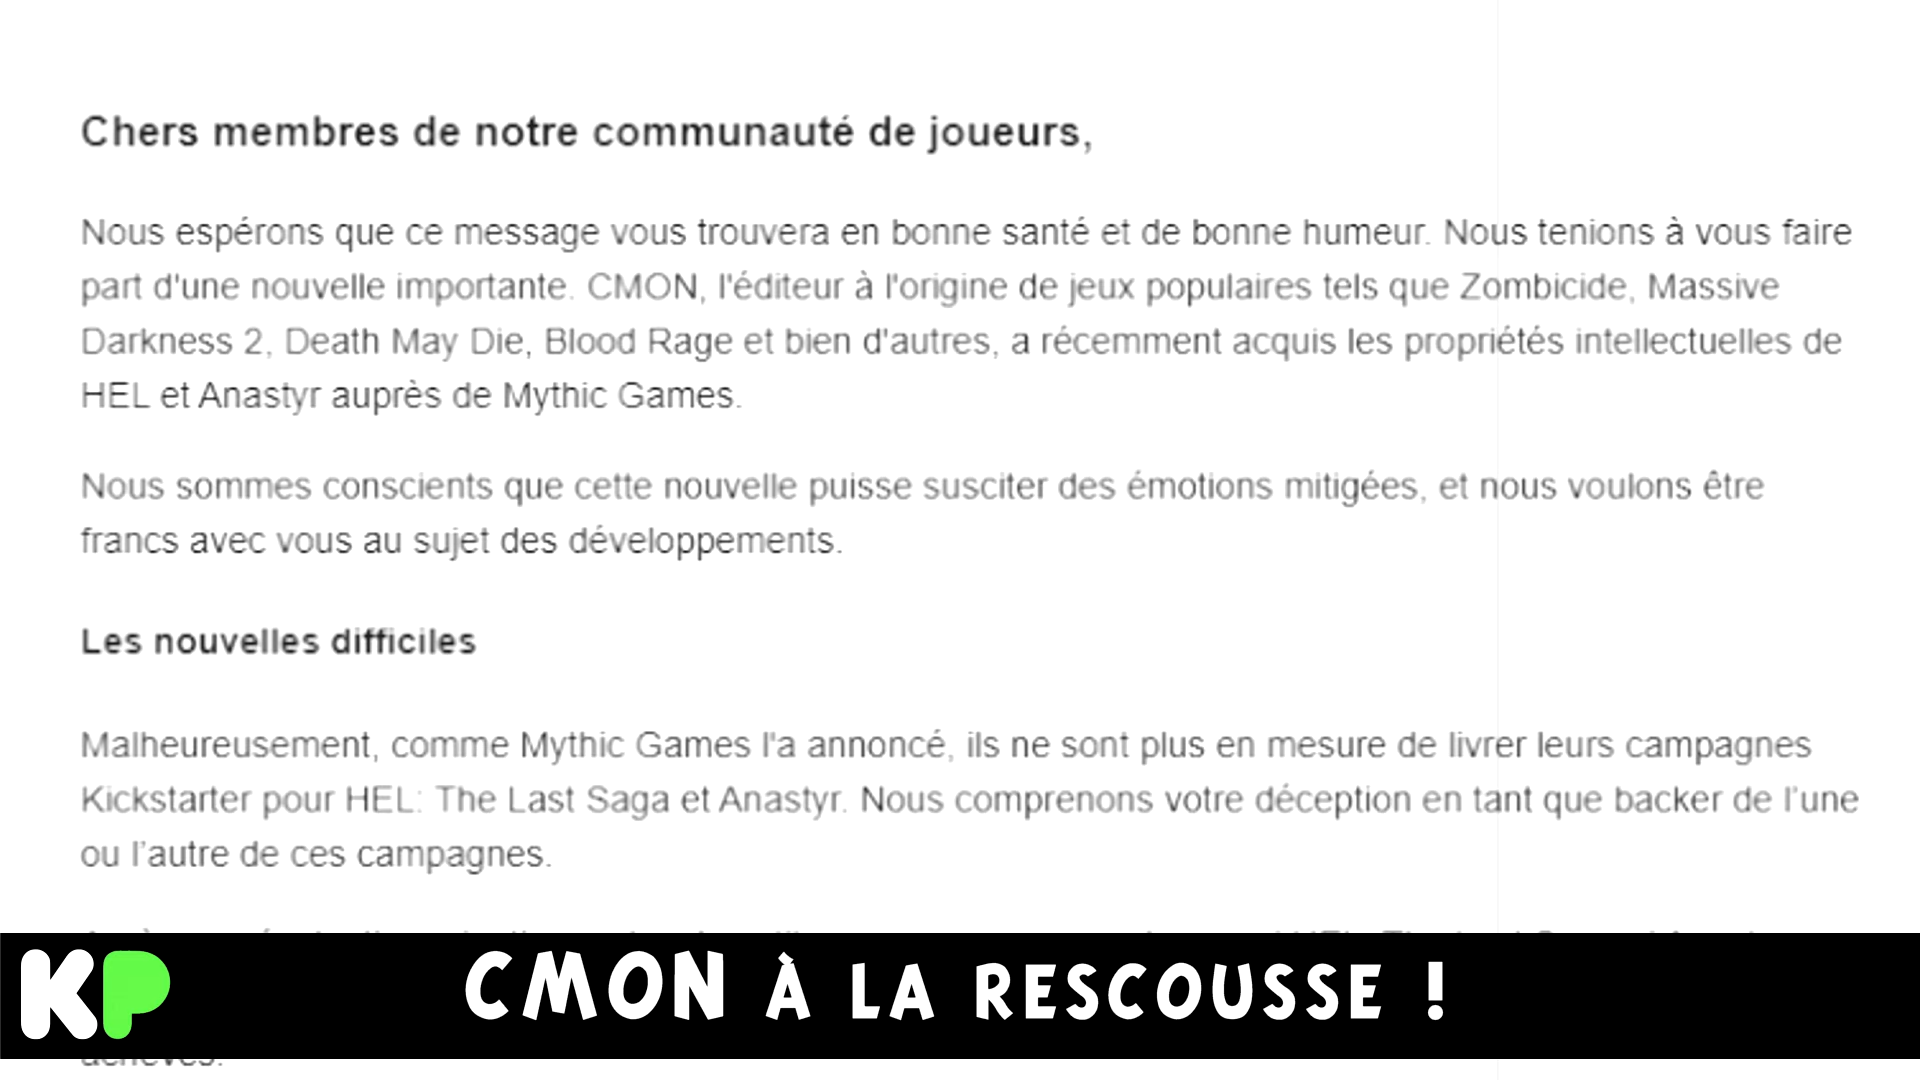 Chers membres de notre communauté de joueurs,
Nous espérons que ce message vous trouvera en bonne santé et de bonne humeur. Nous tenions à vous faire
part d'une nouvelle importante. CMON, l'éditeur à l'origine de jeux populaires tels que Zombicide, Massive
Darkness 2, Death May Die, Blood Rage et bien d'autres, a récemment acquis les propriétés intellectuelles de
HEL et Anastyr auprès de Mythic Games.
Nous sommes conscients que cette nouvelle puisse susciter des émotions mitigées, et nous voulons être
francs avec vous au sujet des développements.
Les nouvelles difficiles
Malheureusement, comme Mythic Games l'a annoncé, ils ne sont plus en mesure de livrer leurs campagnes
Kickstarter pour HEL: The Last Saga et Anastyr. Nous comprenons votre déception en tant que backer de l’une
ou l’autre de ces campagnes.
KP
CMON À LA RESCOUSSE !